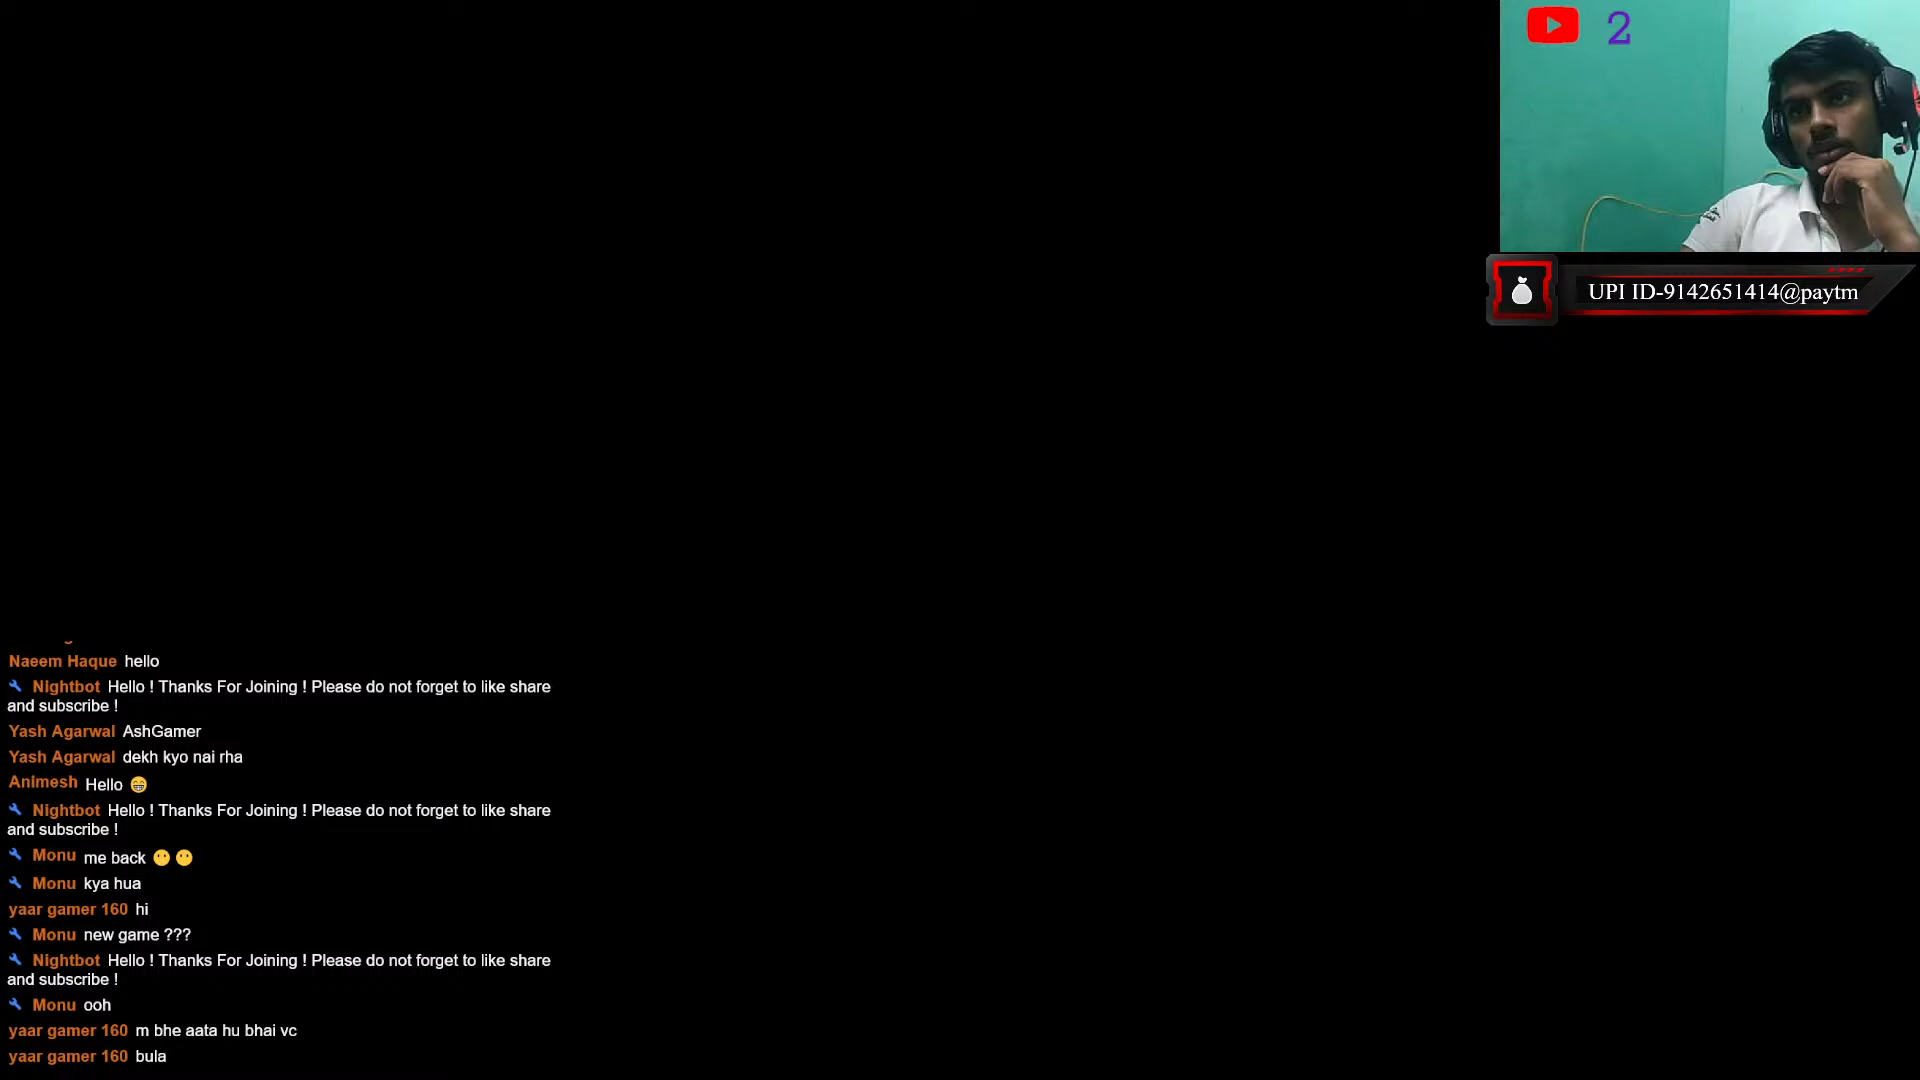 2
UPI ID-9142651414@paytm
Naeem Haque hello
Nightbot Hello ! Thanks For Joining ! Please do not forget to like share
and subscribe !
Yash Agarwal AshGamer
Yash Agarwal dekh kyo nai rha
Animesh Hello 😁
Nightbot Hello ! Thanks For Joining ! Please do not forget to like share
and subscribe !
Monu me back 😶 😶
Monu kya hua
yaar gamer 160 hi
Monu new game ???
Nightbot Hello ! Thanks For Joining ! Please do not forget to like share
and subscribe !
Monu ooh
yaar gamer 160 m bhe aata hu bhai vc
yaar gamer 160 bula